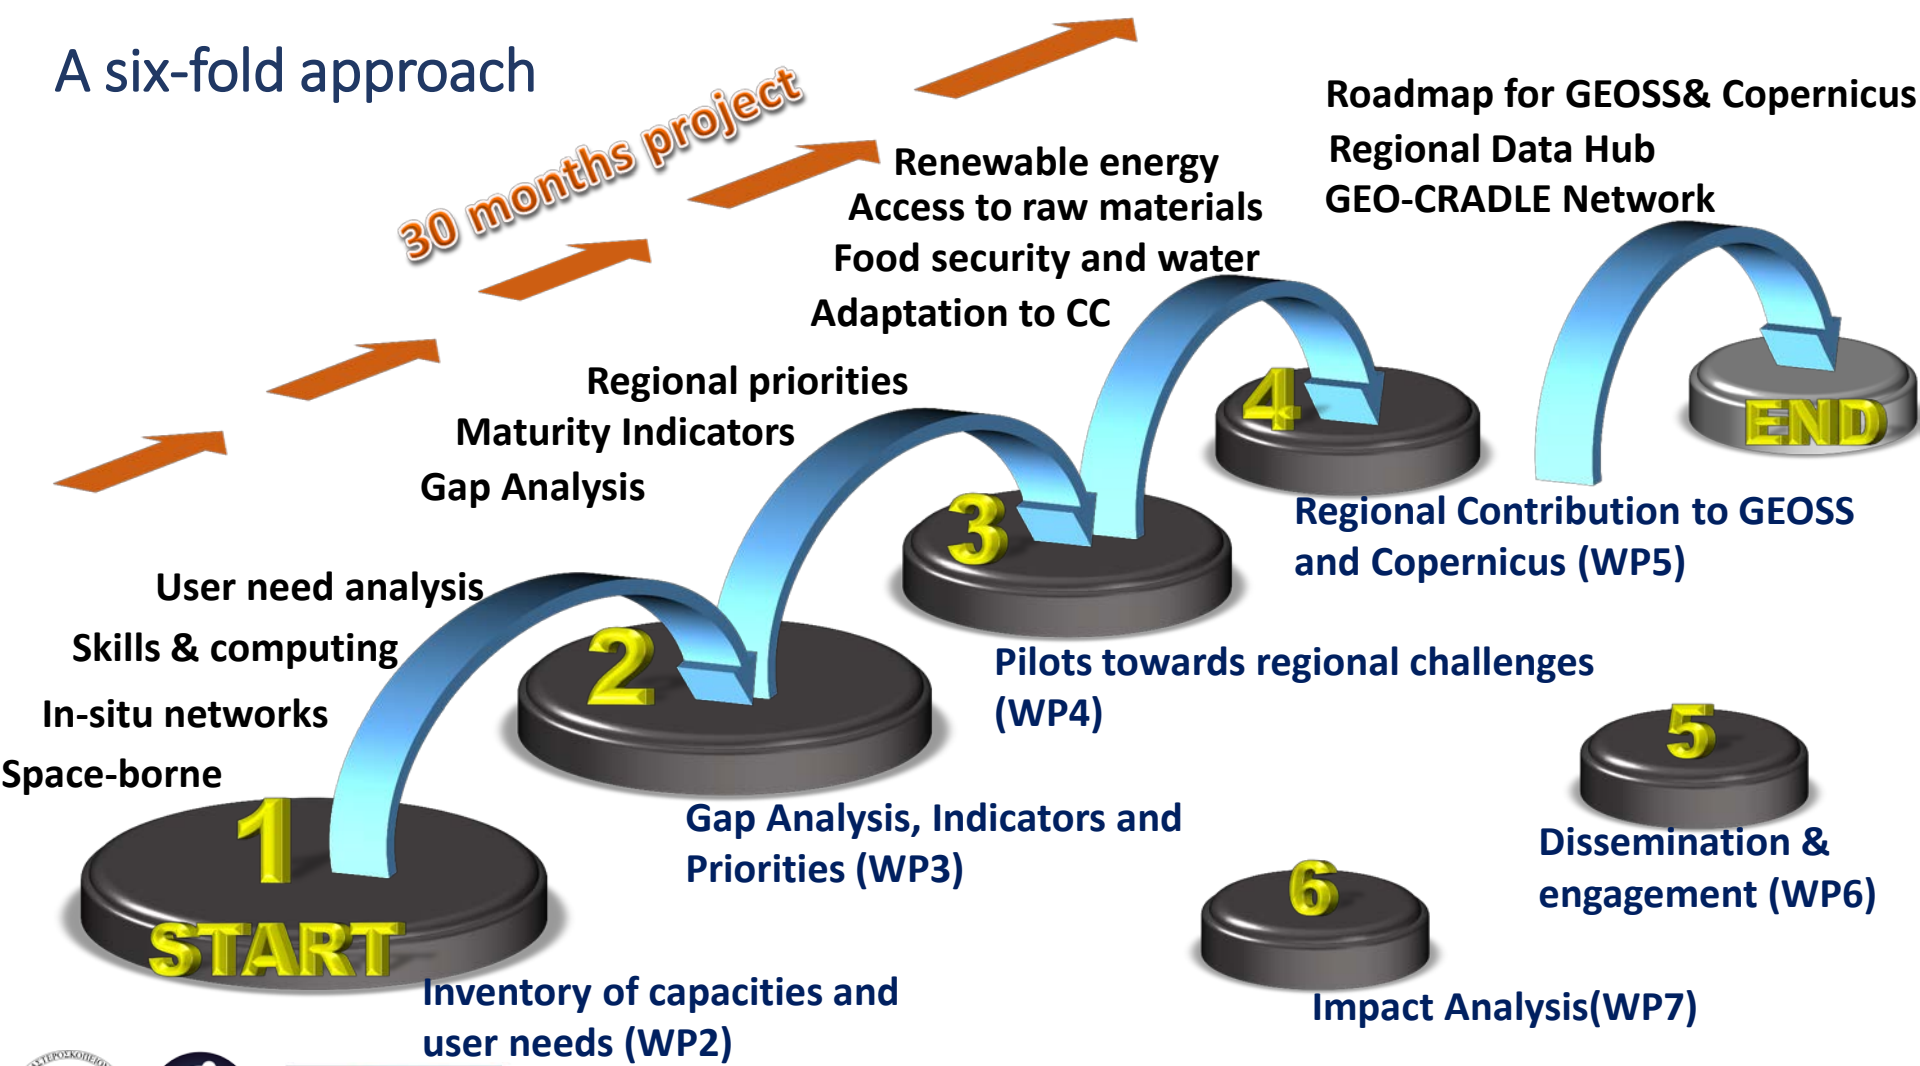 A six-fold approach
30 months project
Roadmap for GEOSS& Copernicus
Regional Data Hub
GEO-CRADLE Network
Renewable energy
Access to raw materials
Food security and water
Adaptation to CC
Regional priorities
Maturity Indicators
Gap Analysis
User need analysis
Skills & computing
In-situ networks
Space-borne
1
START
Inventory of capacities and
user needs (WP2)
2
Gap Analysis, Indicators and
Priorities (WP3)
3
Pilots towards regional challenges
(WP4)
4
Regional Contribution to GEOSS
and Copernicus (WP5)
END
5
Dissemination &
engagement (WP6)
6
Impact Analysis(WP7)